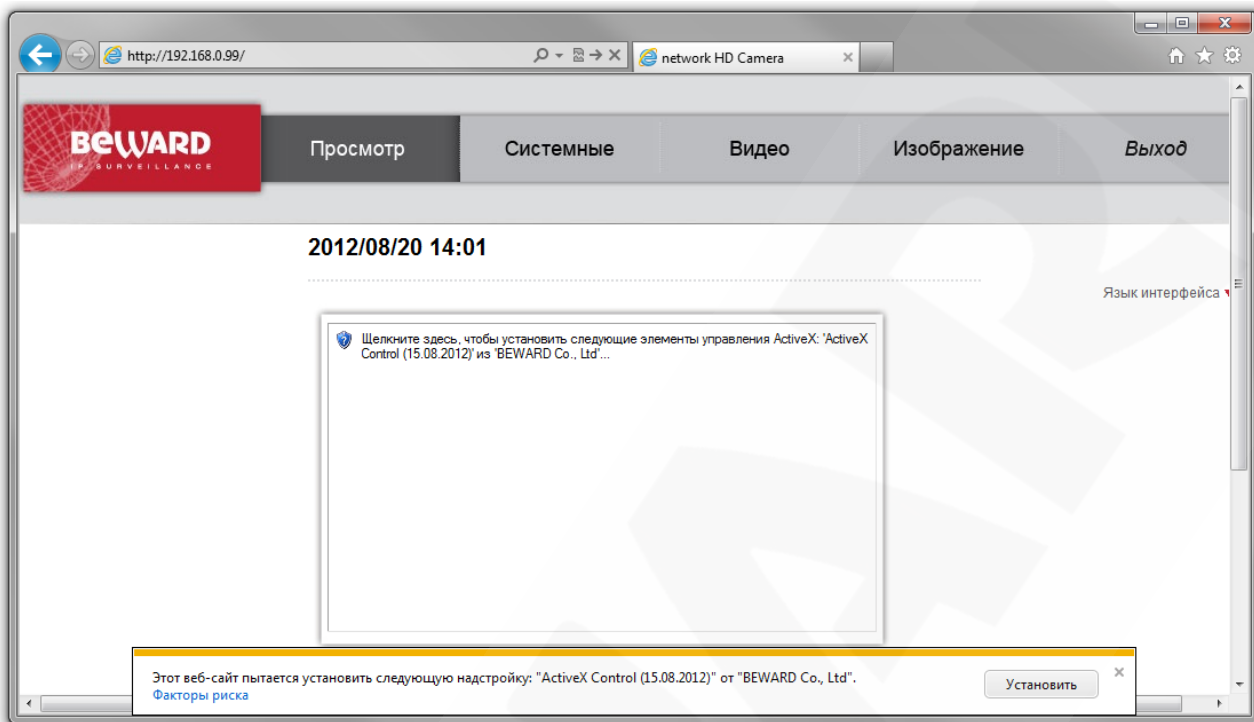 http://192.168.0.99/
network HD Camera
BEWARD
IP SURVEILLANCE
Просмотр
Системные
Видео
Изображение
Выход
2012/08/20 14:01
Язык интерфейса
Щелкните здесь, чтобы установить следующие элементы управления ActiveX: 'ActiveX
Control (15.08.2012)' из 'BEWARD Co., Ltd'...
Этот веб-сайт пытается установить следующую надстройку: "ActiveX Control (15.08.2012)" от "BEWARD Co., Ltd".
Факторы риска
Установить